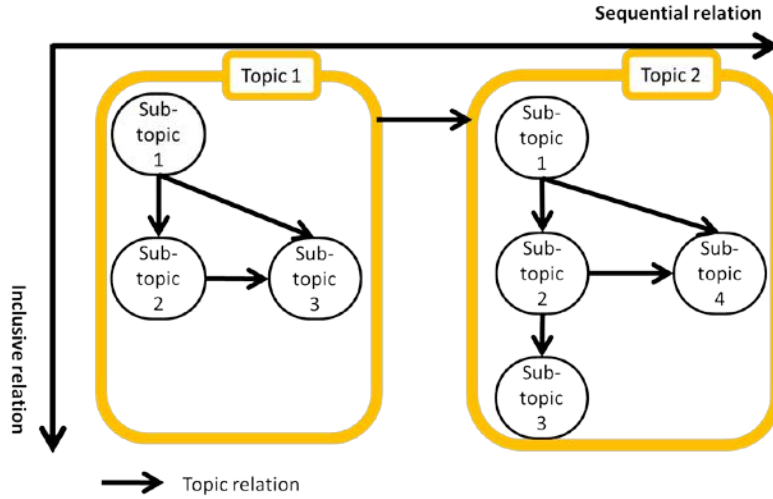 Sequential relation
Topic 1
Topic 2
Sub-
topic
1
Sub-
topic
1
Sub-
topic
2
Sub-
topic
3
Sub-
topic
2
Sub-
topic
4
Sub-
topic
3
Inclusive relation
Topic relation